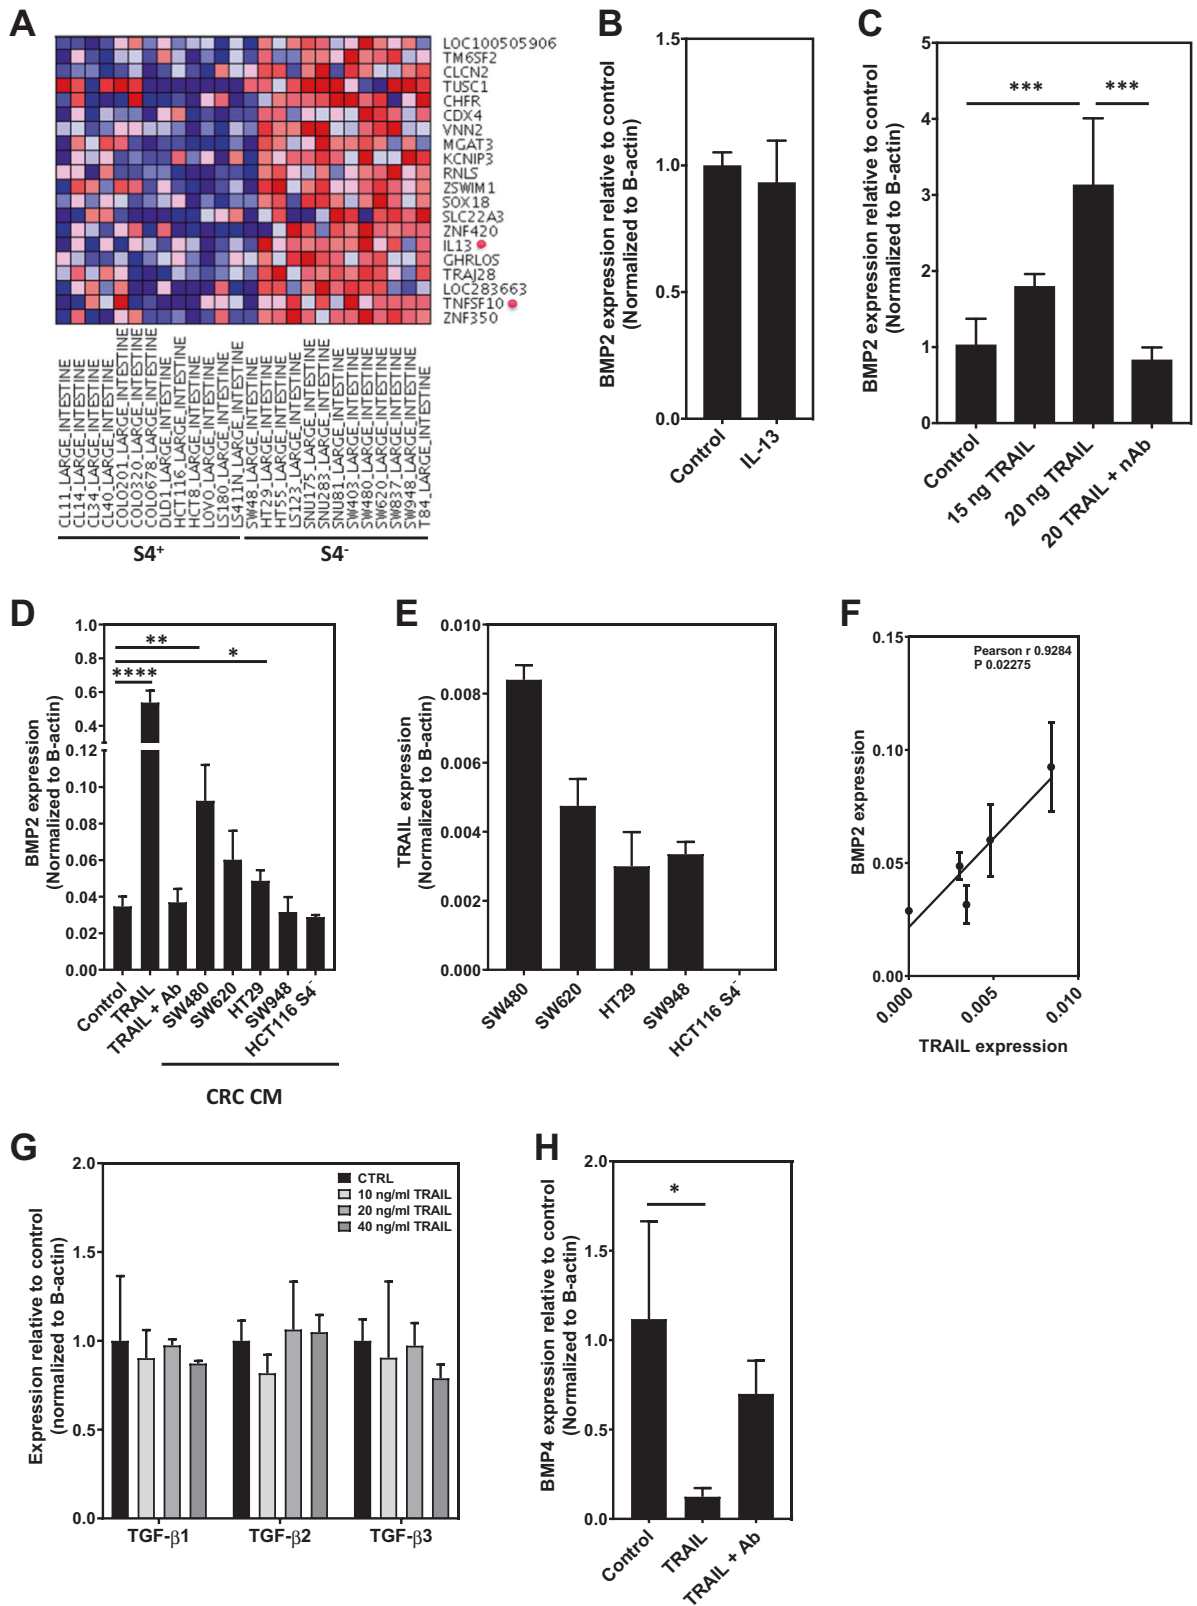 A
LOC100505906
TM6SF2
CLCN2
TUSC1
CHFR
CDX4
VNN2
MGAT3
KCNIP3
RNLS
ZSWIM1
SOX18
SLC22A3
ZNF420
IL13
GHRLOS
TRAJ28
LOC283663
TNFSF10
ZNF350
CL11_LARGE_INTESTINE
CL14_LARGE_INTESTINE
CL34_LARGE_INTESTINE
CL40_LARGE_INTESTINE
COLO201_LARGE_INTESTINE
COLO320_LARGE_INTESTINE
COLO678_LARGE_INTESTINE
DLD1_LARGE_INTESTINE
HCT116_LARGE_INTESTINE
HCT8_LARGE_INTESTINE
LOVO_LARGE_INTESTINE
LS180_LARGE_INTESTINE
LS411N_LARGE_INTESTINE
SW48_LARGE_INTESTINE
HT29_LARGE_INTESTINE
HT55_LARGE_INTESTINE
LS123_LARGE_INTESTINE
SNU175_LARGE_INTESTINE
SNU283_LARGE_INTESTINE
SNU81_LARGE_INTESTINE
SW403_LARGE_INTESTINE
SW480_LARGE_INTESTINE
SW620_LARGE_INTESTINE
SW837_LARGE_INTESTINE
SW948_LARGE_INTESTINE
T84_LARGE_INTESTINE
S4⁺
S4⁻
B
BMP2 expression relative to control
(Normalized to B-actin)
1.5
1.0
0.5
0.0
Control
IL-13
C
BMP2 expression relative to control
(Normalized to B-actin)
5
4
3
2
1
0
***
***
Control
15 ng TRAIL
20 ng TRAIL
20 TRAIL + nAb
D
BMP2 expression
(Normalized to B-actin)
1.0
0.8
0.6
0.4
0.12
0.10
0.08
0.06
0.04
0.02
0.00
**
*
****
Control
TRAIL
TRAIL + Ab
SW480
SW620
HT29
SW948
HCT116 S4⁻
CRC CM
E
TRAIL expression
(Normalized to B-actin)
0.010
0.008
0.006
0.004
0.002
0.000
SW480
SW620
HT29
SW948
HCT116 S4⁻
F
BMP2 expression
0.15
0.10
0.05
0.00
Pearson r 0.9284
P 0.02275
0.000
0.005
0.010
TRAIL expression
G
Expression relative to control
(normalized to B-actin)
2.0
1.5
1.0
0.5
0.0
CTRL
10 ng/ml TRAIL
20 ng/ml TRAIL
40 ng/ml TRAIL
TGF-β1
TGF-β2
TGF-β3
H
BMP4 expression relative to control
(Normalized to B-actin)
2.0
1.5
1.0
0.5
0.0
*
Control
TRAIL
TRAIL + Ab